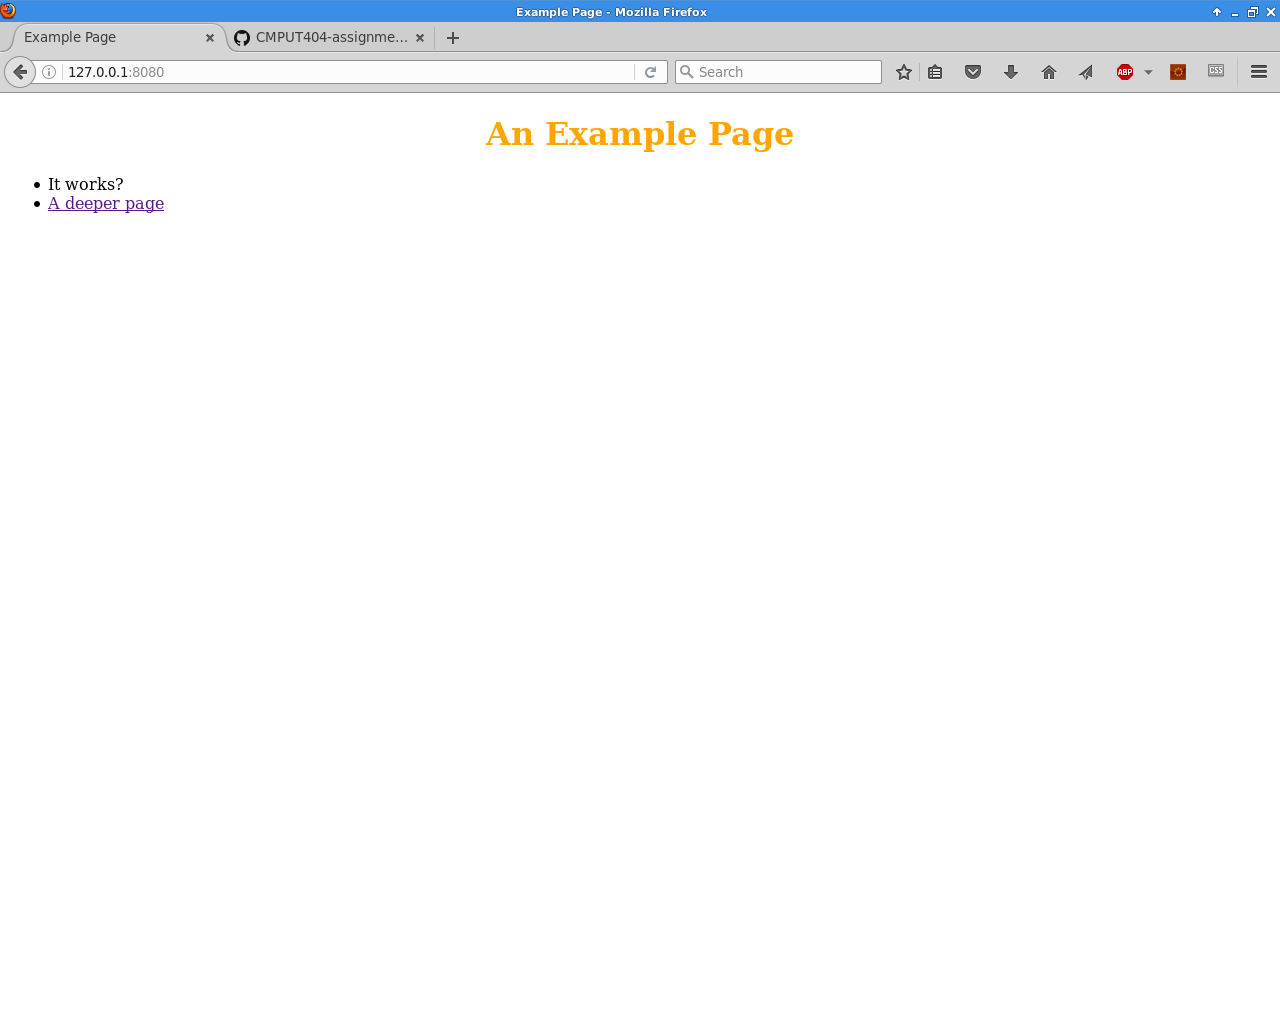 Example Page - Mozilla Firefox
Example Page
CMPUT404-assignme...
127.0.0.1:8080
Search
ABP
CSS
An Example Page
• It works?
• A deeper page